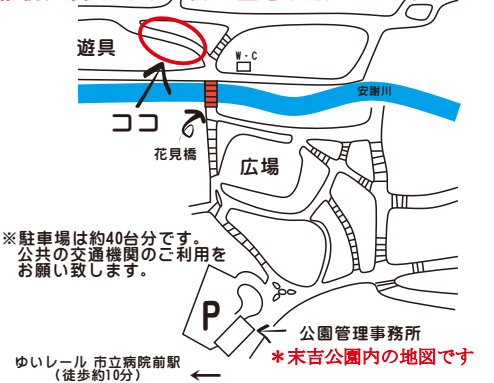 遊具
W・C
安謝川
ココ
花見橋
広場
※駐車場は約40台分です。
公共の交通機関のご利用を
お願い致します。
P
公園管理事務所
＊末吉公園内の地図です
ゆいレール 市立病院前駅
（徒歩約10分）